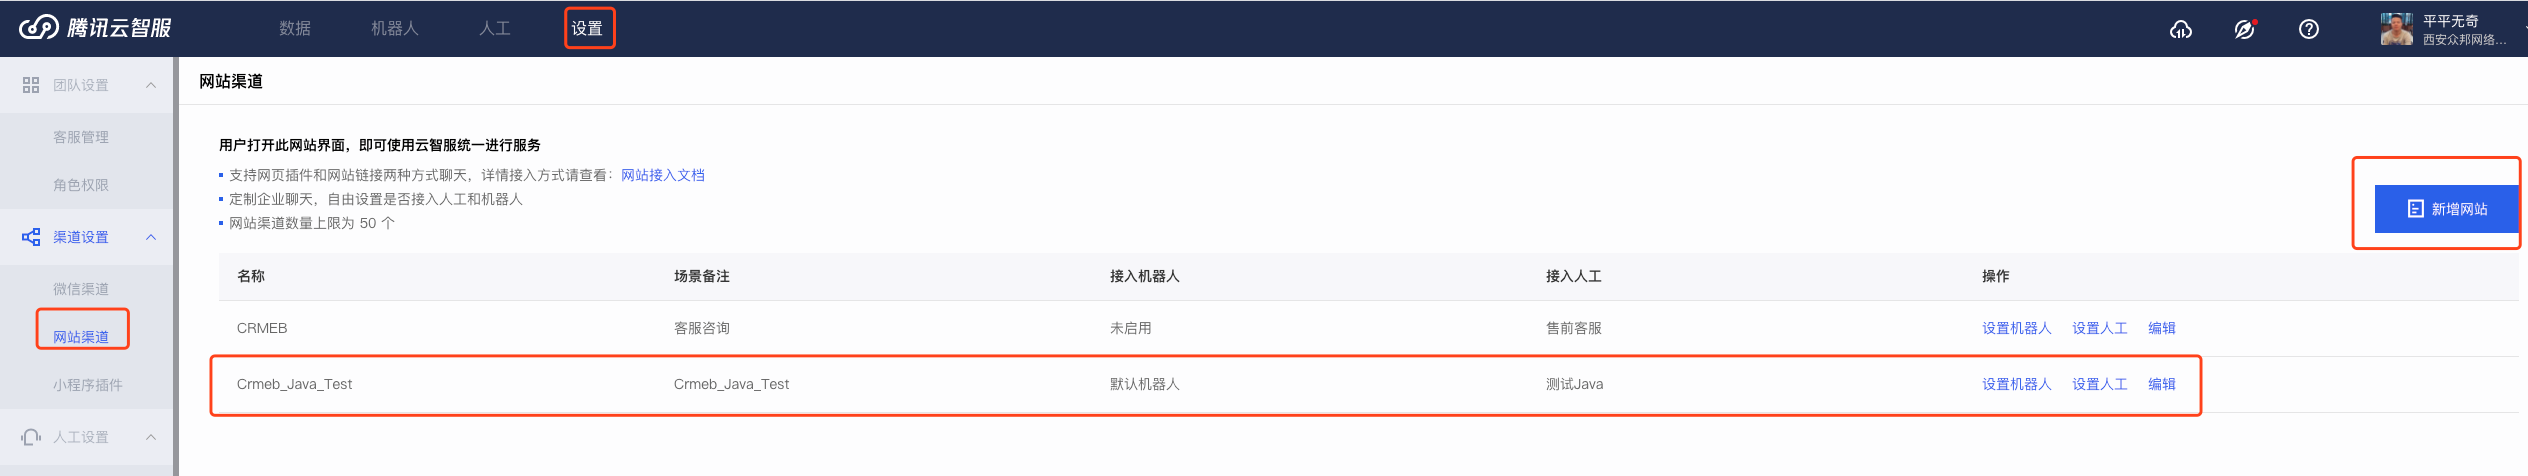 腾讯云智服
数据 机器人 人工 设置
平平无奇
西安众邦网络...
团队设置
客服管理
角色权限
渠道设置
微信渠道
网站渠道
小程序插件
人工设置
网站渠道
用户打开此网站界面，即可使用云智服统一进行服务
支持网页插件和网站链接两种方式聊天，详情接入方式请查看：网站接入文档
定制企业聊天，自由设置是否接入人工和机器人
网站渠道数量上限为 50 个
新增网站
名称 场景备注 接入机器人 接入人工 操作
CRMEB 客服咨询 未启用 售前客服 设置机器人 设置人工 编辑
Crmeb_Java_Test Crmeb_Java_Test 默认机器人 测试Java 设置机器人 设置人工 编辑